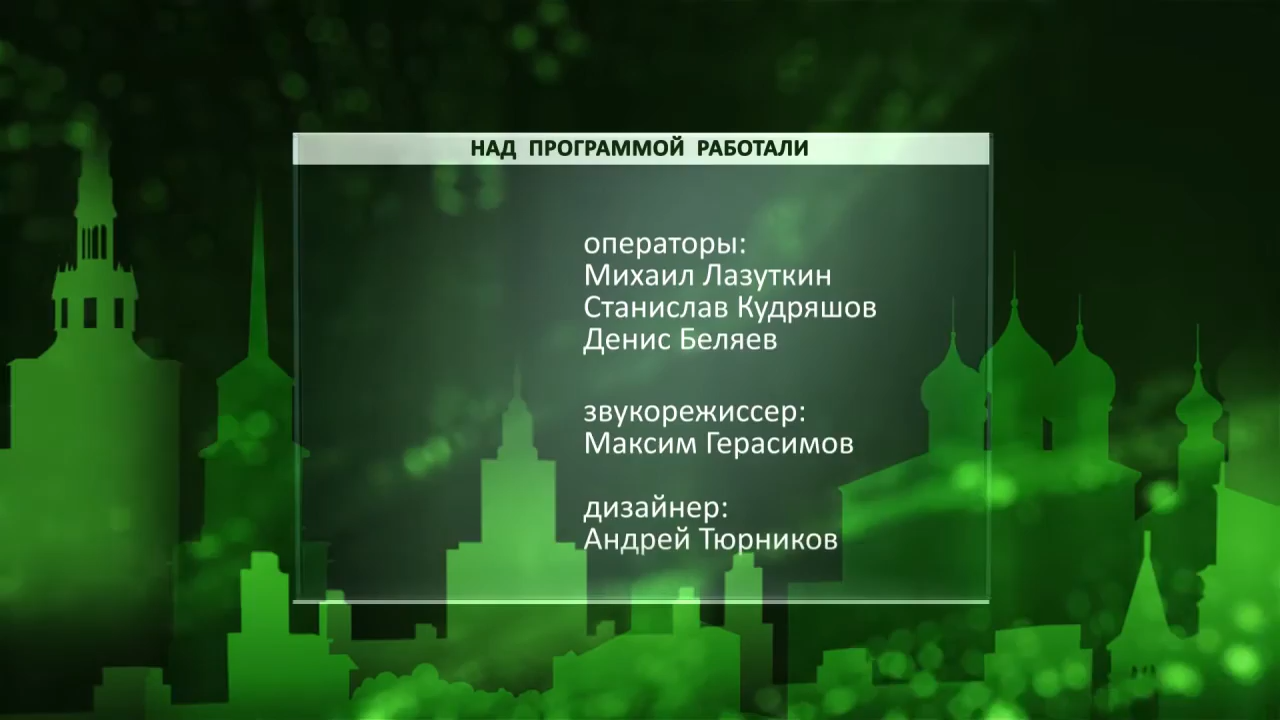 НАД ПРОГРАММОЙ РАБОТАЛИ
операторы:
Михаил Лазуткин
Станислав Кудряшов
Денис Беляев
звукорежиссер:
Максим Герасимов
дизайнер:
Андрей Тюрников